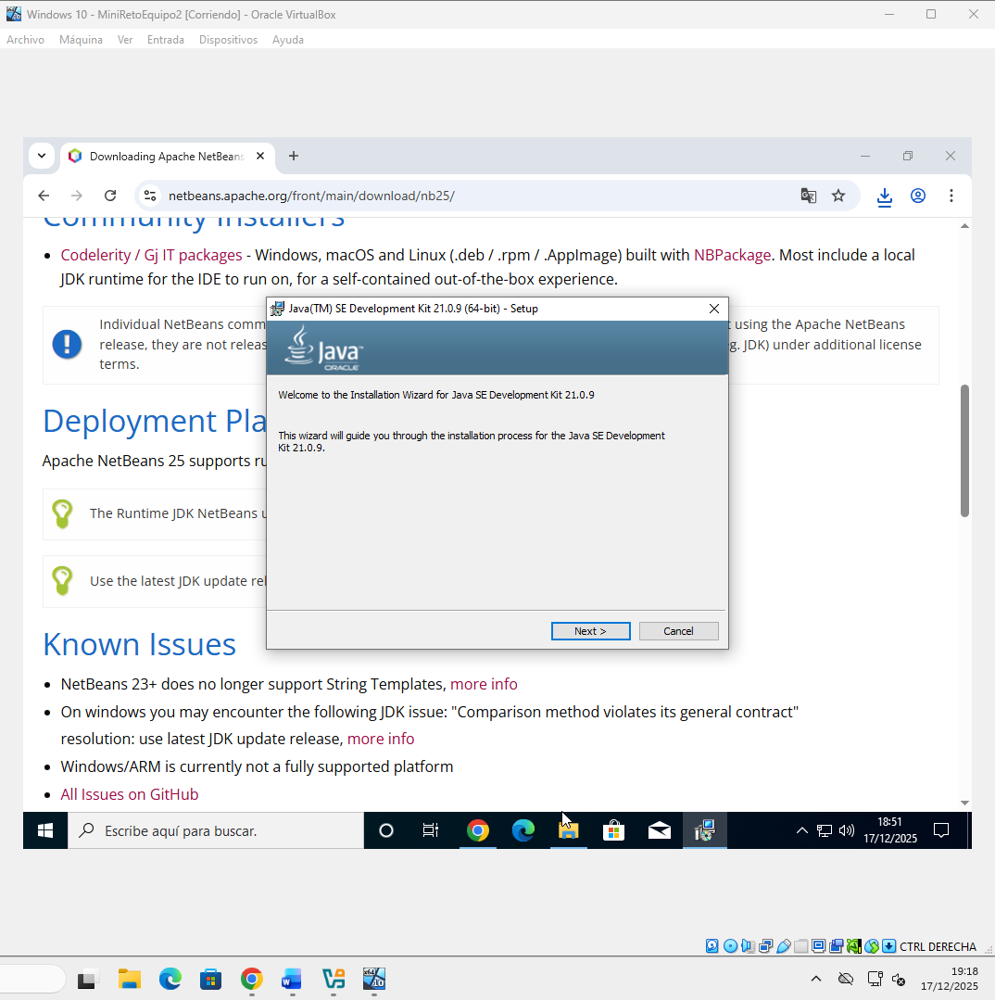 Windows 10 - MiniRetoEquipo2 [Corriendo] - Oracle VirtualBox
Archivo Máquina Ver Entrada Dispositivos Ayuda
Downloading Apache NetBeans
netbeans.apache.org/front/main/download/nb25/
Community Installers
Codelerity / Gj IT packages - Windows, macOS and Linux (.deb / .rpm / .AppImage) built with NBPackage. Most include a local
JDK runtime for the IDE to run on, for a self-contained out-of-the-box experience.
Individual NetBeans comm
t using the Apache NetBeans
release, they are not releas
eg. JDK) under additional license
terms.
Java(TM) SE Development Kit 21.0.9 (64-bit) - Setup
Java™
ORACLE
Welcome to the Installation Wizard for Java SE Development Kit 21.0.9
This wizard will guide you through the installation process for the Java SE Development
Kit 21.0.9.
Next >
Cancel
Deployment Pla
Apache NetBeans 25 supports ru
The Runtime JDK NetBeans u
Use the latest JDK update rel
Known Issues
NetBeans 23+ does no longer support String Templates, more info
On windows you may encounter the following JDK issue: "Comparison method violates its general contract"
resolution: use latest JDK update release, more info
Windows/ARM is currently not a fully supported platform
All Issues on GitHub
Escribe aquí para buscar.
18:51
17/12/2025
CTRL DERECHA
19:18
17/12/2025